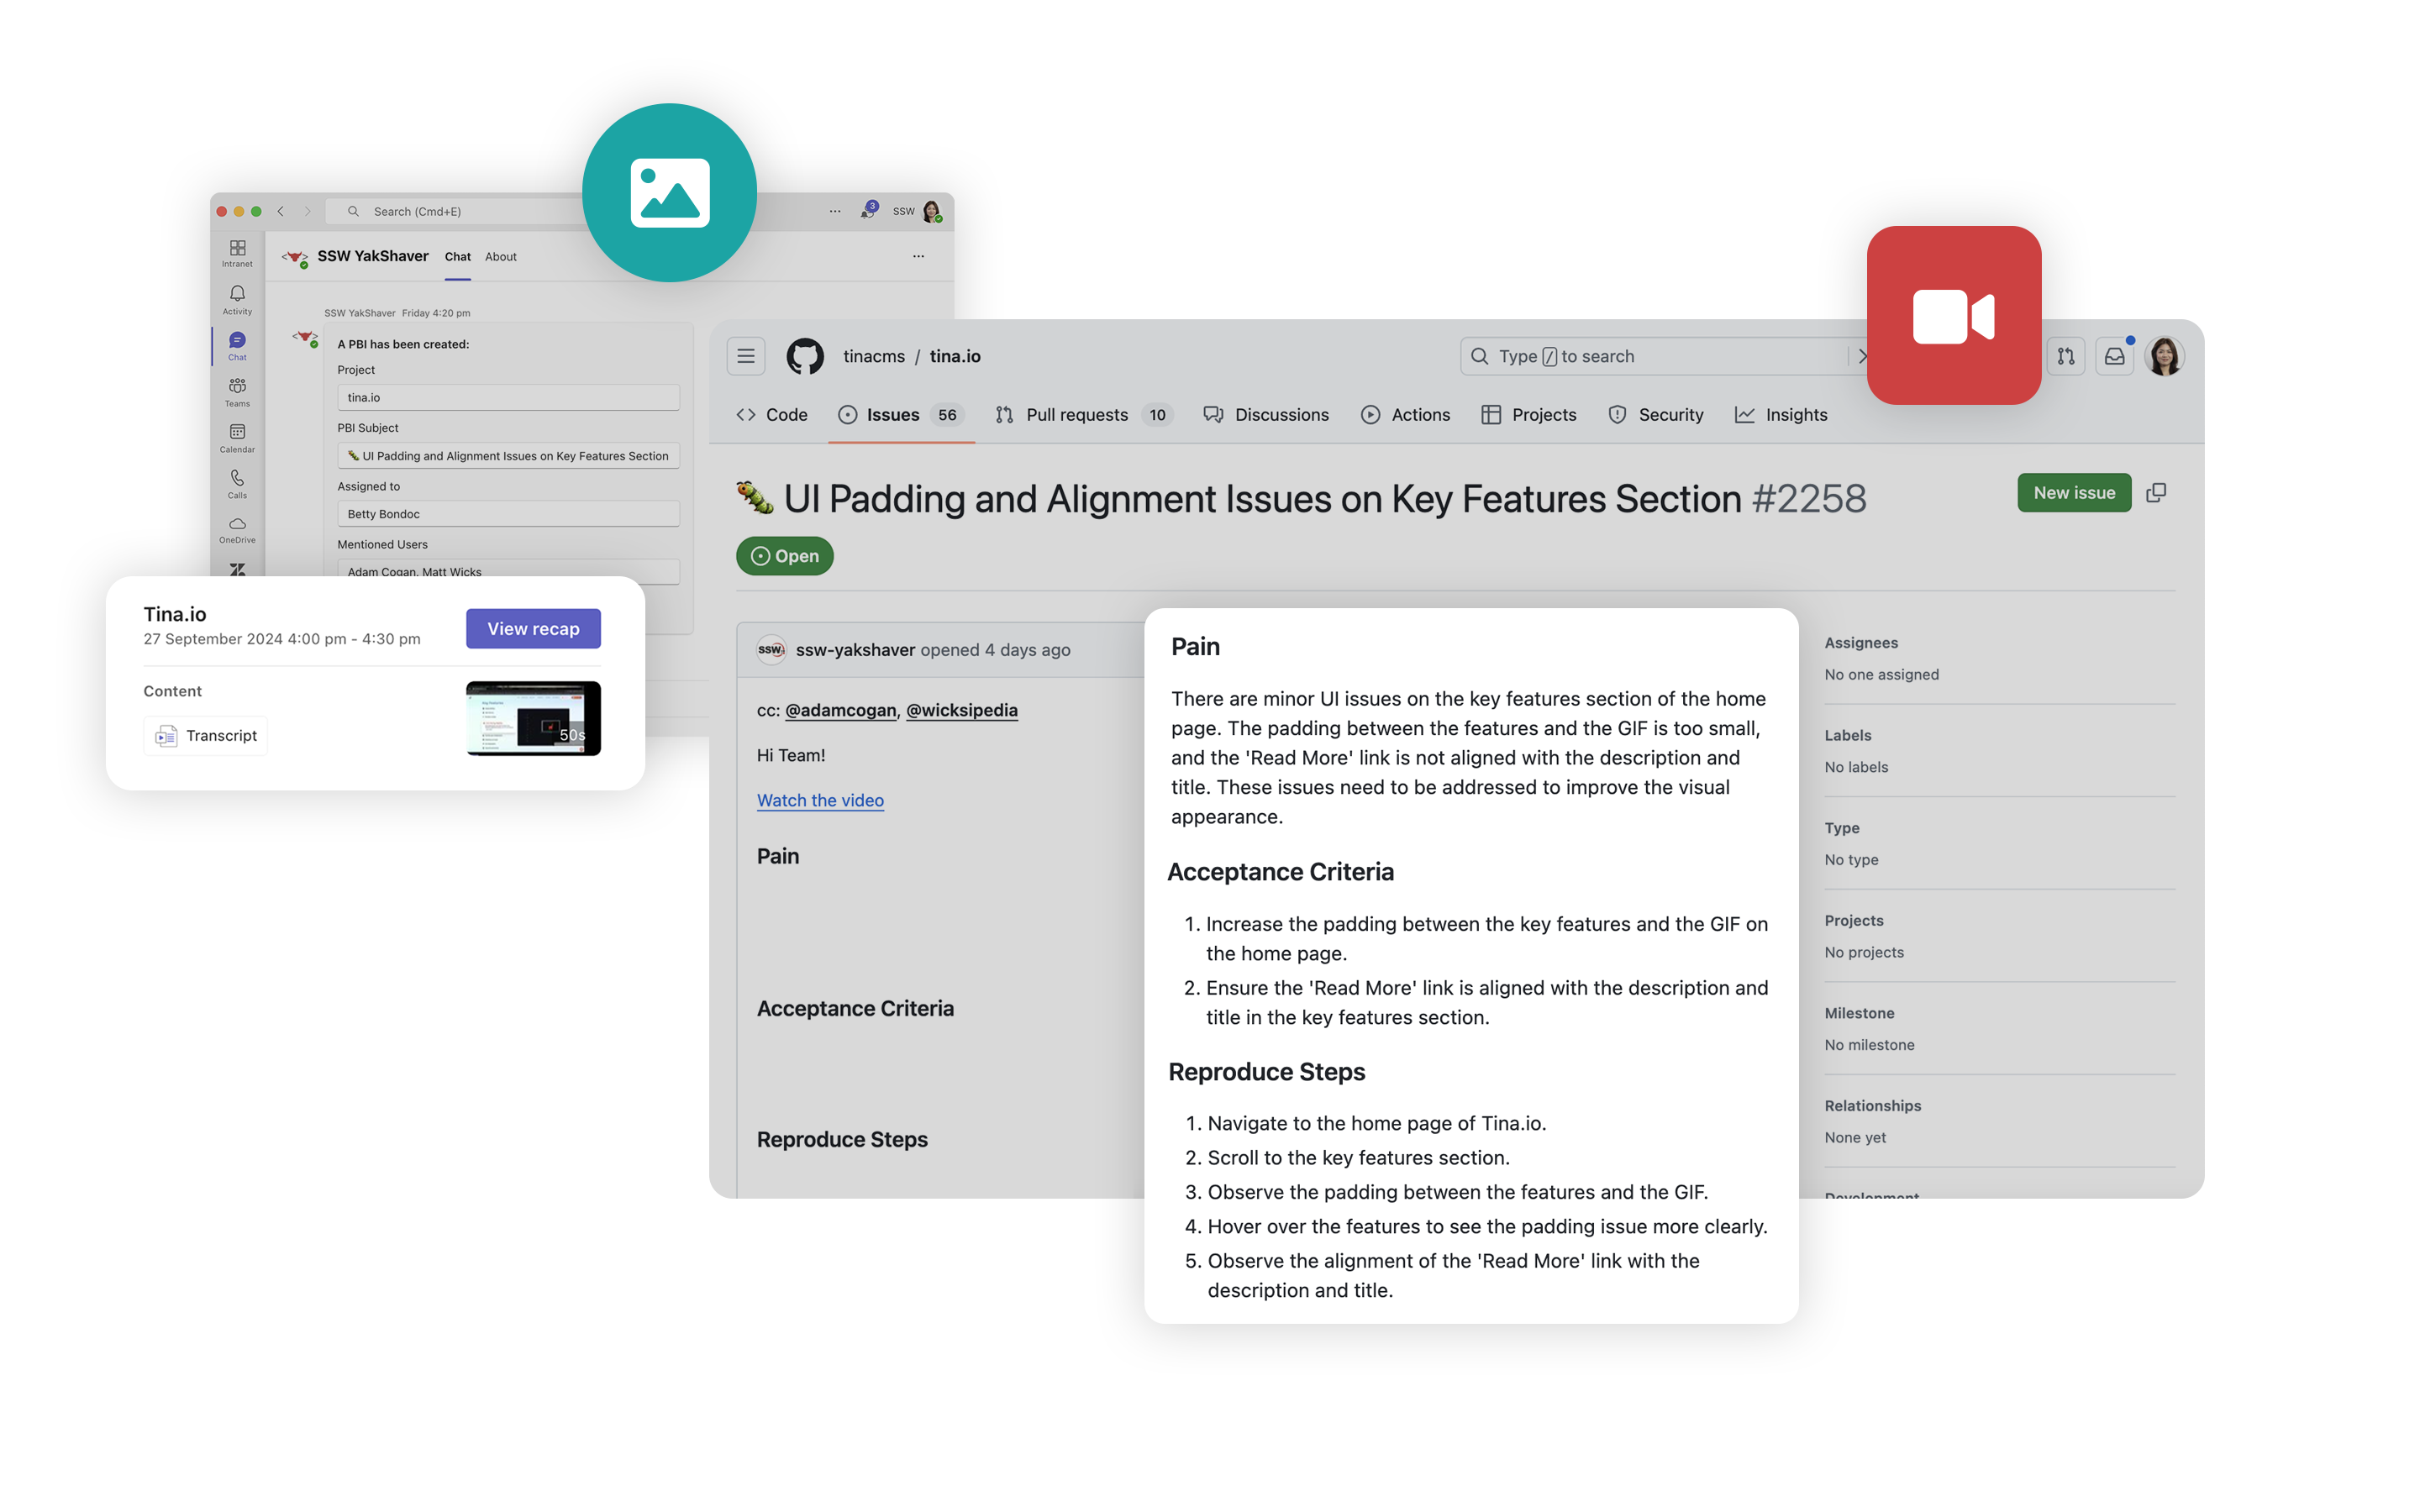 Search (Cmd+E)
3
SSW
Intranet
Activity
Chat
Teams
Calendar
Calls
OneDrive
SSW YakShaver
Chat
About
SSW YakShaver Friday 4:20 pm
A PBI has been created:
Project
tina.io
PBI Subject
🐛 UI Padding and Alignment Issues on Key Features Section
Assigned to
Betty Bondoc
Mentioned Users
Adam Cogan, Matt Wicks
Tina.io
27 September 2024 4:00 pm - 4:30 pm
View recap
Content
Transcript
50s
tinacms / tina.io
Type / to search
Code
Issues 56
Pull requests 10
Discussions
Actions
Projects
Security
Insights
🐛 UI Padding and Alignment Issues on Key Features Section #2258
New issue
Open
SSW
ssw-yakshaver opened 4 days ago
cc: @adamcogan, @wicksipedia
Hi Team!
Watch the video
Pain
Acceptance Criteria
Reproduce Steps
Pain
There are minor UI issues on the key features section of the home
page. The padding between the features and the GIF is too small,
and the 'Read More' link is not aligned with the description and
title. These issues need to be addressed to improve the visual
appearance.
Acceptance Criteria
1. Increase the padding between the key features and the GIF on
the home page.
2. Ensure the 'Read More' link is aligned with the description and
title in the key features section.
Reproduce Steps
1. Navigate to the home page of Tina.io.
2. Scroll to the key features section.
3. Observe the padding between the features and the GIF.
4. Hover over the features to see the padding issue more clearly.
5. Observe the alignment of the 'Read More' link with the
description and title.
Assignees
No one assigned
Labels
No labels
Type
No type
Projects
No projects
Milestone
No milestone
Relationships
None yet
Development